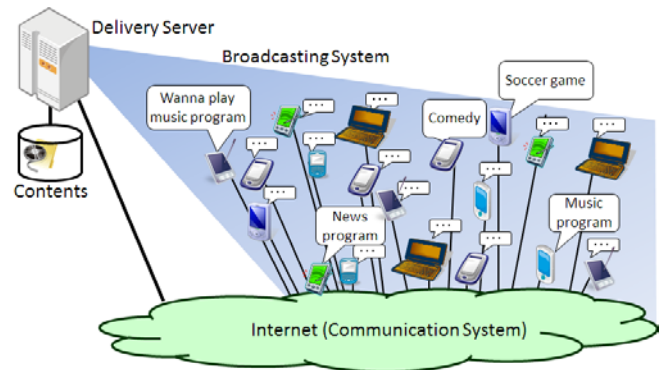 Delivery Server
Broadcasting System
Soccer game
Wanna play
music program
...
...
...
Comedy
...
...
...
...
...
...
...
Contents
...
...
News
program
...
...
...
Music
program
...
Internet (Communication System)